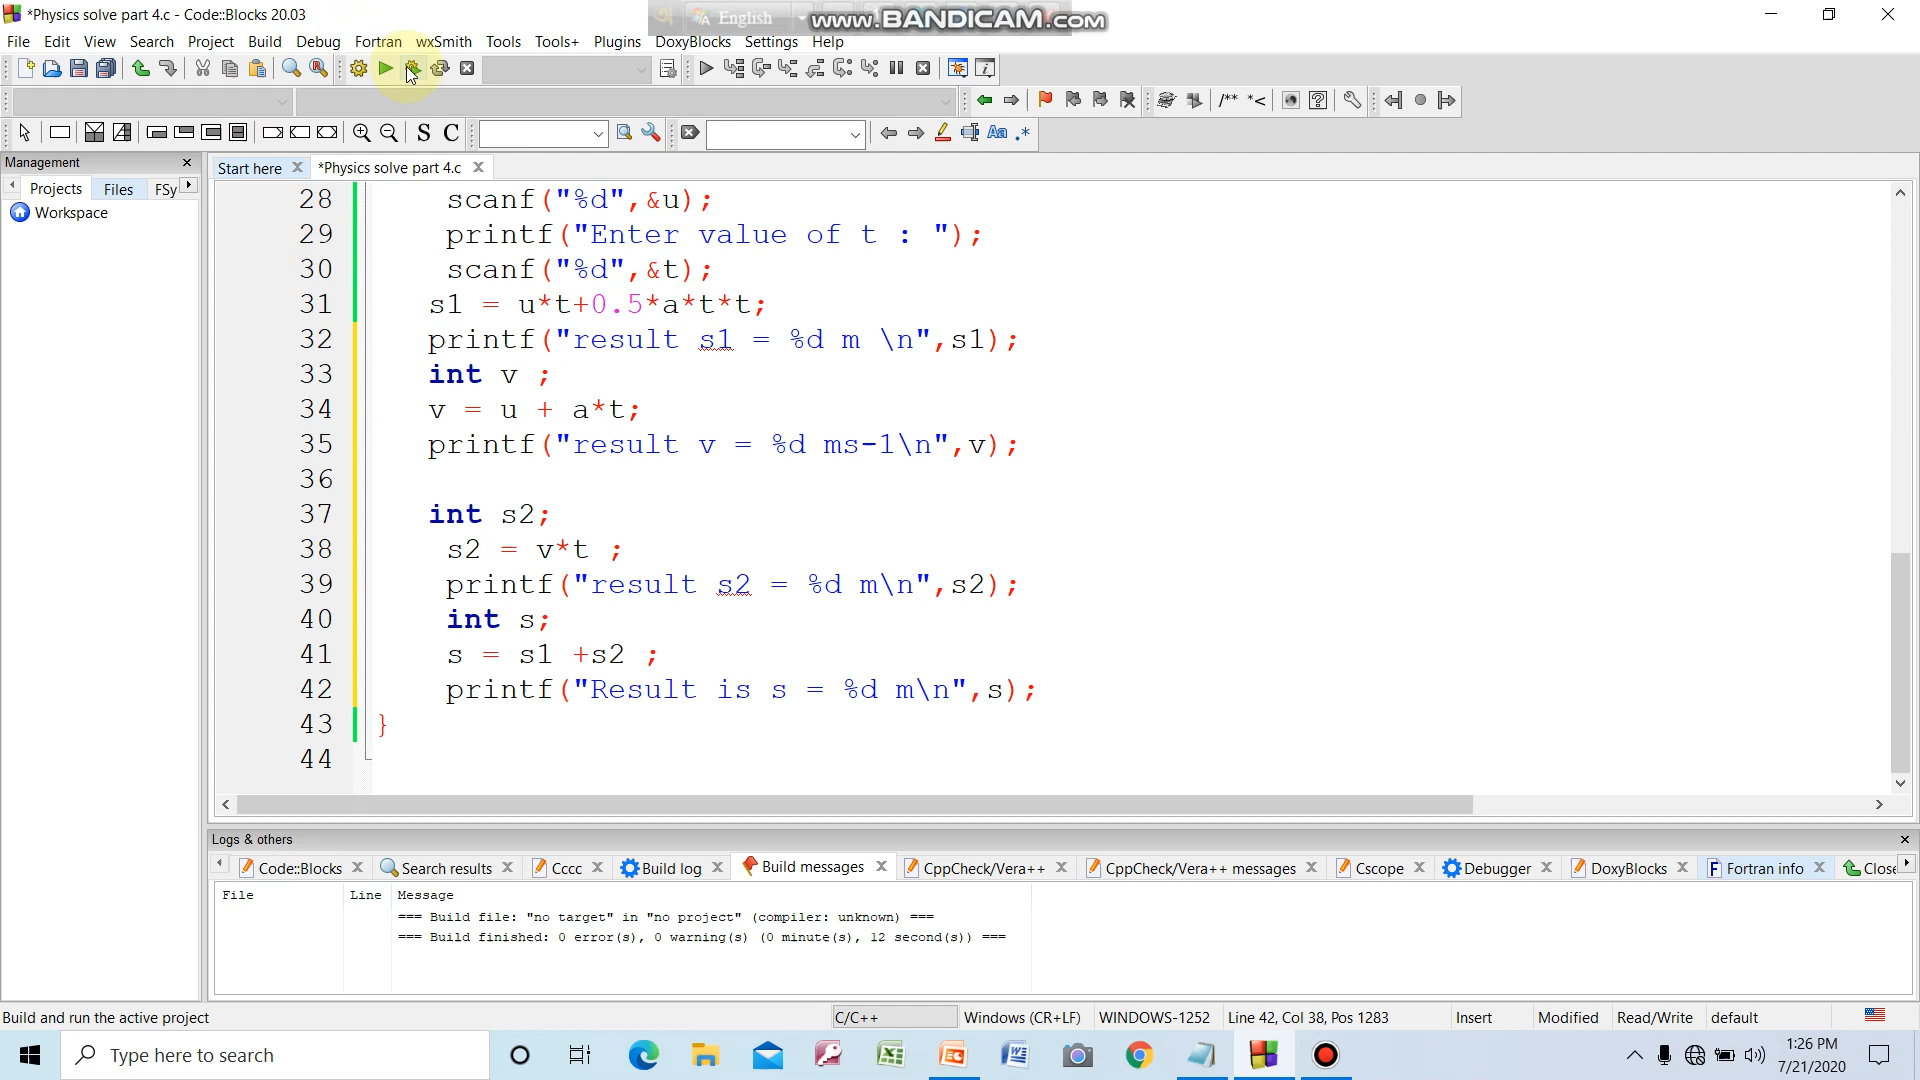 *Physics solve part 4.c - Code::Blocks 20.03
English
www.BANDICAM.com
File Edit View Search Project Build Debug Fortran wxSmith Tools Tools+ Plugins DoxyBlocks Settings Help
/** *<
S C
Aa .*
Management
Projects Files FSy
Workspace
Start here *Physics solve part 4.c
28 scanf("%d",&u);
29 printf("Enter value of t : ");
30 scanf("%d",&t);
31 s1 = u*t+0.5*a*t*t;
32 printf("result s1 = %d m \n",s1);
33 int v ;
34 v = u + a*t;
35 printf("result v = %d ms-1\n",v);
36
37 int s2;
38 s2 = v*t ;
39 printf("result s2 = %d m\n",s2);
40 int s;
41 s = s1 +s2 ;
42 printf("Result is s = %d m\n",s);
43 }
44
Logs & others
Code::Blocks Search results Cccc Build log Build messages CppCheck/Vera++ CppCheck/Vera++ messages Cscope Debugger DoxyBlocks Fortran info Close
File Line Message
=== Build file: "no target" in "no project" (compiler: unknown) ===
=== Build finished: 0 error(s), 0 warning(s) (0 minute(s), 12 second(s)) ===
Build and run the active project C/C++ Windows (CR+LF) WINDOWS-1252 Line 42, Col 38, Pos 1283 Insert Modified Read/Write default
Type here to search
1:26 PM
7/21/2020